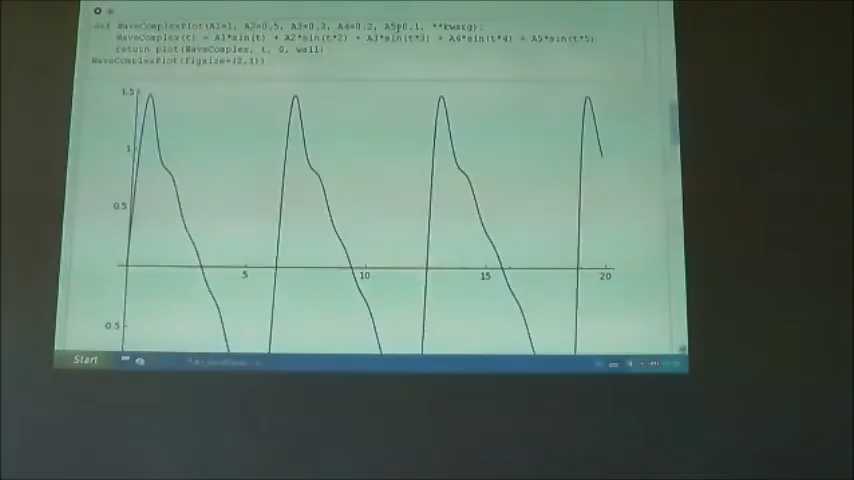 def WaveComplexPlot(A1=1, A2=0.5, A3=0.3, A4=0.2, A5=0.1, **kwarg):
WaveComplex(t) = A1*sin(t) + A2*sin(t*2) + A3*sin(t*3) + A4*sin(t*4) + A5*sin(t*5)
return plot(WaveComplex, t, 0, wall)
WaveComplexPlot(figsize=(2,1))
1.5
1
0.5
5 10 15 20
0.5
Start